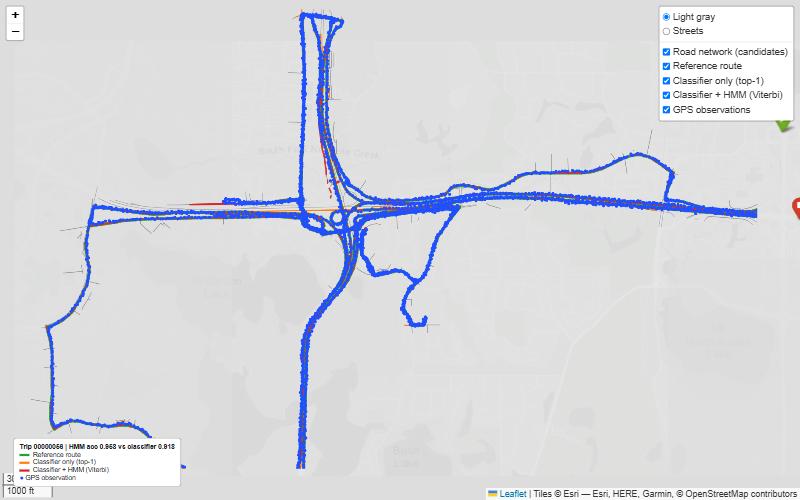 +
−
Light gray
Streets
Road network (candidates)
Reference route
Classifier only (top-1)
Classifier + HMM (Viterbi)
GPS observations
Trip 00000056 | HMM acc 0.953 vs classifier 0.918
Reference route
Classifier only (top-1)
Classifier + HMM (Viterbi)
GPS observation
1000 ft
Leaflet | Tiles © Esri — Esri, HERE, Garmin, © OpenStreetMap contributors